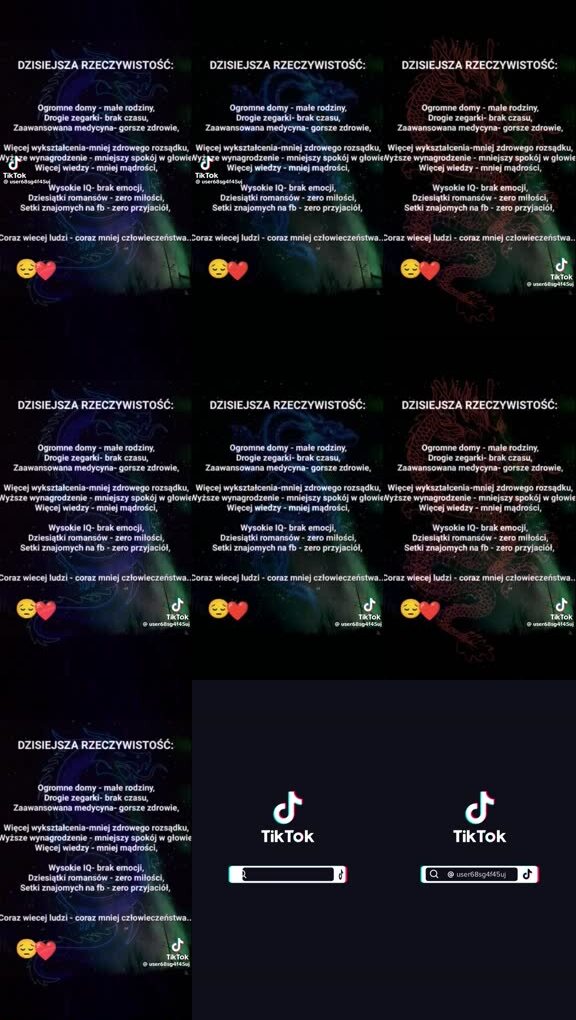 DZISIEJSZA RZECZYWISTOŚĆ:
Ogromne domy - małe rodziny,
Drogie zegarki- brak czasu,
Zaawansowana medycyna- gorsze zdrowie,
Więcej wykształcenia-mniej zdrowego rozsądku,
Wyższe wynagrodzenie - mniejszy spokój w głowie
Więcej wiedzy - mniej mądrości,
Wysokie IQ- brak emocji,
Dziesiątki romansów - zero miłości,
Setki znajomych na fb - zero przyjaciół,
Coraz wiecej ludzi - coraz mniej człowieczeństwa..
TikTok
@ user68sg4f45uj
DZISIEJSZA RZECZYWISTOŚĆ:
Ogromne domy - małe rodziny,
Drogie zegarki- brak czasu,
Zaawansowana medycyna- gorsze zdrowie,
Więcej wykształcenia-mniej zdrowego rozsądku,
Wyższe wynagrodzenie - mniejszy spokój w głowie
Więcej wiedzy - mniej mądrości,
Wysokie IQ- brak emocji,
Dziesiątki romansów - zero miłości,
Setki znajomych na fb - zero przyjaciół,
Coraz wiecej ludzi - coraz mniej człowieczeństwa..
TikTok
@ user68sg4f45uj
DZISIEJSZA RZECZYWISTOŚĆ:
Ogromne domy - małe rodziny,
Drogie zegarki- brak czasu,
Zaawansowana medycyna- gorsze zdrowie,
Więcej wykształcenia-mniej zdrowego rozsądku,
Wyższe wynagrodzenie - mniejszy spokój w głowie
Więcej wiedzy - mniej mądrości,
Wysokie IQ- brak emocji,
Dziesiątki romansów - zero miłości,
Setki znajomych na fb - zero przyjaciół,
Coraz wiecej ludzi - coraz mniej człowieczeństwa..
TikTok
@ user68sg4f45uj
DZISIEJSZA RZECZYWISTOŚĆ:
Ogromne domy - małe rodziny,
Drogie zegarki- brak czasu,
Zaawansowana medycyna- gorsze zdrowie,
Więcej wykształcenia-mniej zdrowego rozsądku,
Wyższe wynagrodzenie - mniejszy spokój w głowie
Więcej wiedzy - mniej mądrości,
Wysokie IQ- brak emocji,
Dziesiątki romansów - zero miłości,
Setki znajomych na fb - zero przyjaciół,
Coraz wiecej ludzi - coraz mniej człowieczeństwa..
TikTok
@ user68sg4f45uj
DZISIEJSZA RZECZYWISTOŚĆ:
Ogromne domy - małe rodziny,
Drogie zegarki- brak czasu,
Zaawansowana medycyna- gorsze zdrowie,
Więcej wykształcenia-mniej zdrowego rozsądku,
Wyższe wynagrodzenie - mniejszy spokój w głowie
Więcej wiedzy - mniej mądrości,
Wysokie IQ- brak emocji,
Dziesiątki romansów - zero miłości,
Setki znajomych na fb - zero przyjaciół,
Coraz wiecej ludzi - coraz mniej człowieczeństwa..
TikTok
@ user68sg4f45uj
DZISIEJSZA RZECZYWISTOŚĆ:
Ogromne domy - małe rodziny,
Drogie zegarki- brak czasu,
Zaawansowana medycyna- gorsze zdrowie,
Więcej wykształcenia-mniej zdrowego rozsądku,
Wyższe wynagrodzenie - mniejszy spokój w głowie
Więcej wiedzy - mniej mądrości,
Wysokie IQ- brak emocji,
Dziesiątki romansów - zero miłości,
Setki znajomych na fb - zero przyjaciół,
Coraz wiecej ludzi - coraz mniej człowieczeństwa..
TikTok
@ user68sg4f45uj
DZISIEJSZA RZECZYWISTOŚĆ:
Ogromne domy - małe rodziny,
Drogie zegarki- brak czasu,
Zaawansowana medycyna- gorsze zdrowie,
Więcej wykształcenia-mniej zdrowego rozsądku,
Wyższe wynagrodzenie - mniejszy spokój w głowie
Więcej wiedzy - mniej mądrości,
Wysokie IQ- brak emocji,
Dziesiątki romansów - zero miłości,
Setki znajomych na fb - zero przyjaciół,
Coraz wiecej ludzi - coraz mniej człowieczeństwa..
TikTok
@ user68sg4f45uj
TikTok
TikTok
@ user68sg4f45uj